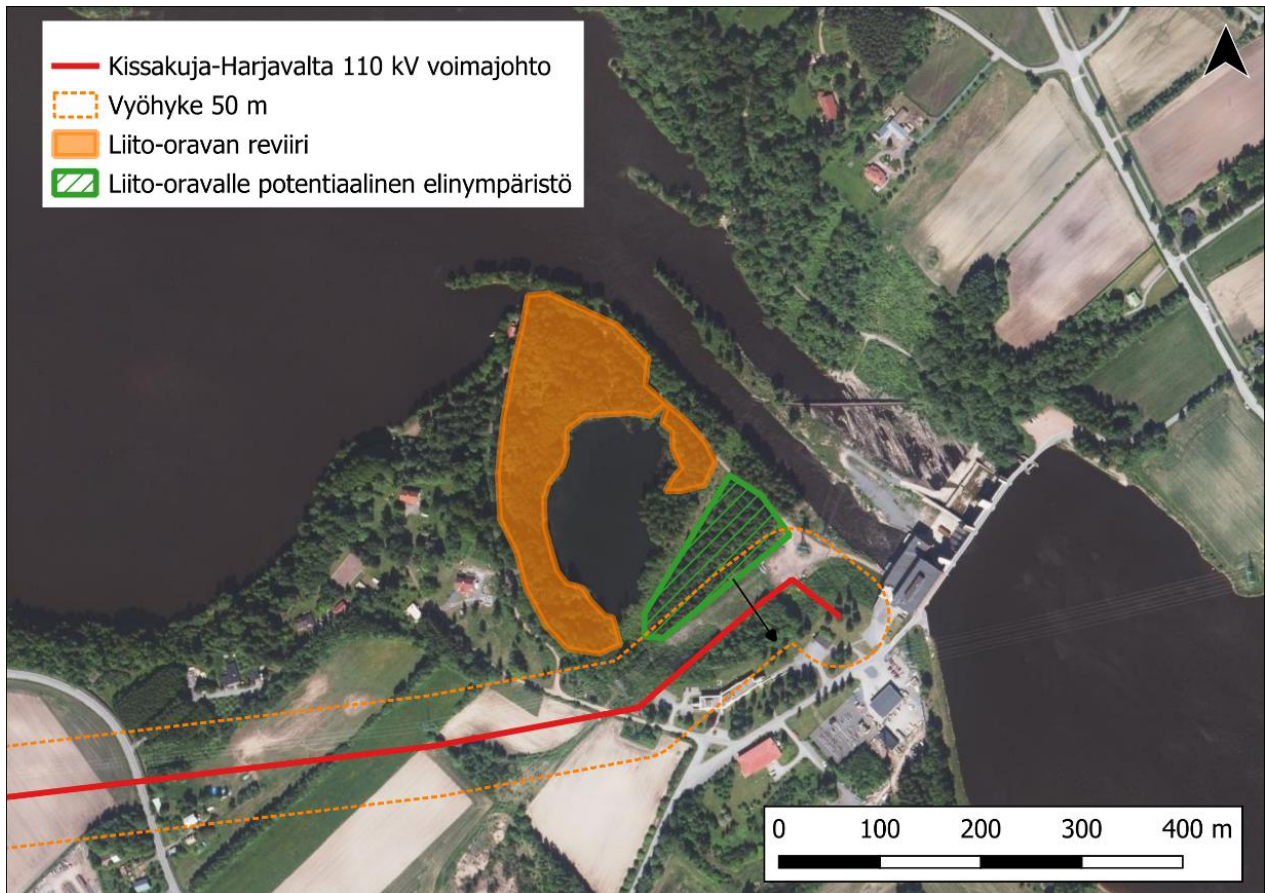 Kissakuja-Harjavalta 110 kV voimajohto
Vyöhyke 50 m
Liito-oravan reviiri
Liito-oravalle potentiaalinen elinympäristö
0 100 200 300 400 m